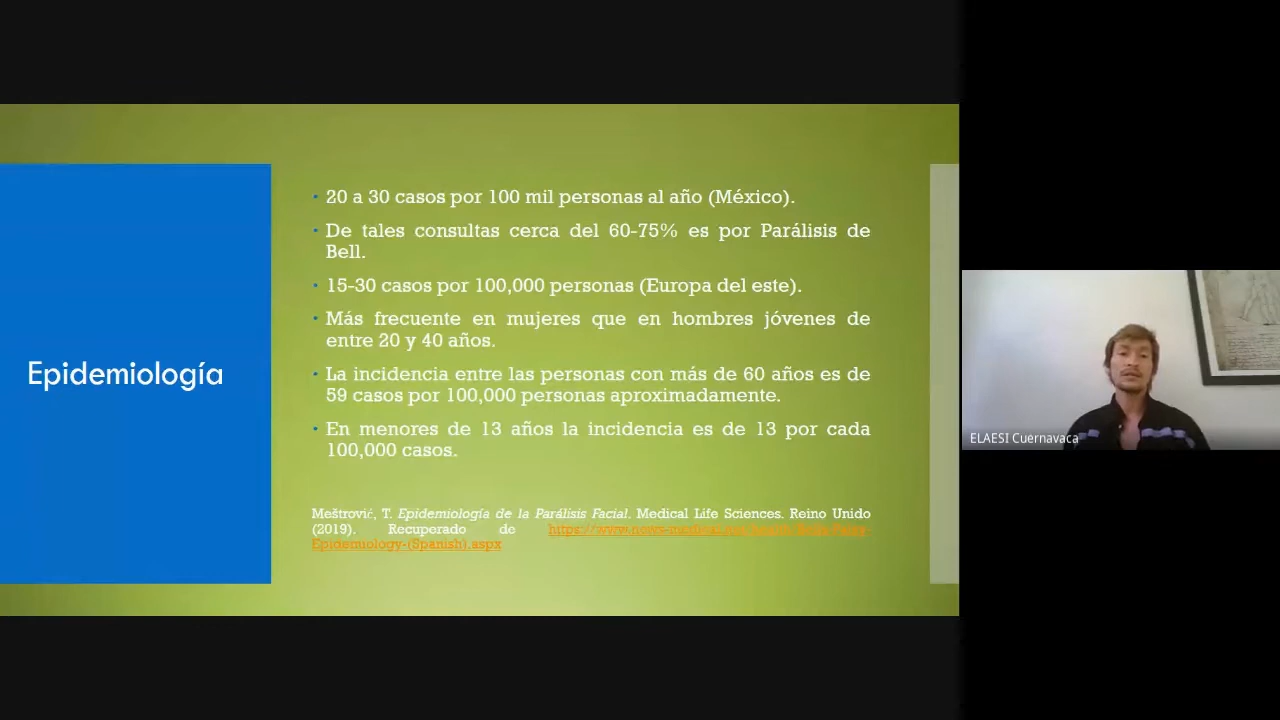 Epidemiología
• 20 a 30 casos por 100 mil personas al año (México).
• De tales consultas cerca del 60-75% es por Parálisis de
Bell.
• 15-30 casos por 100,000 personas (Europa del este).
• Más frecuente en mujeres que en hombres jóvenes de
entre 20 y 40 años.
• La incidencia entre las personas con más de 60 años es de
59 casos por 100,000 personas aproximadamente.
• En menores de 13 años la incidencia es de 13 por cada
100,000 casos.
Meštrović, T. Epidemiología de la Parálisis Facial. Medical Life Sciences. Reino Unido
(2019). Recuperado de
Epidemiology-(Spanish).aspx
ELAESI Cuernavaca